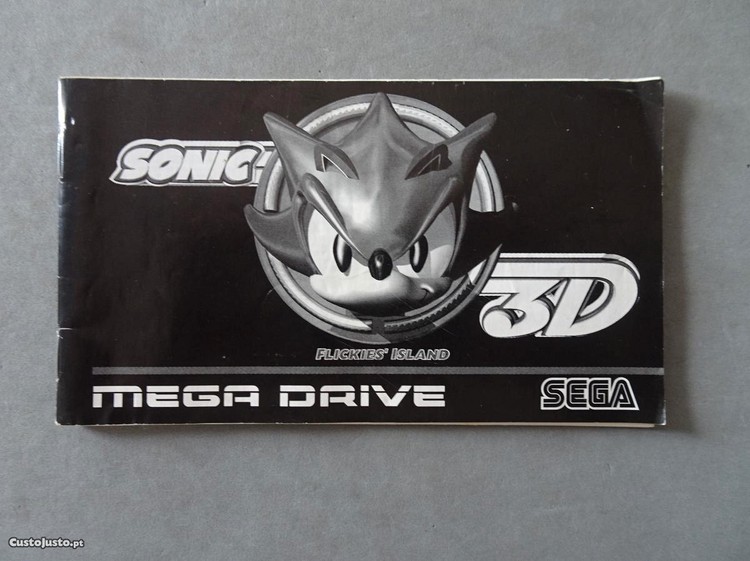 SONIC
3D
FLICKIES' ISLAND
MEGA DRIVE
SEGA
CustoJusto.pt